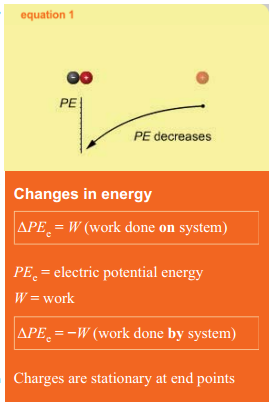 equation 1
- +
+
PE
PE decreases
Changes in energy
ΔPEₑ = W (work done on system)
PEₑ = electric potential energy
W = work
ΔPEₑ = −W (work done by system)
Charges are stationary at end points